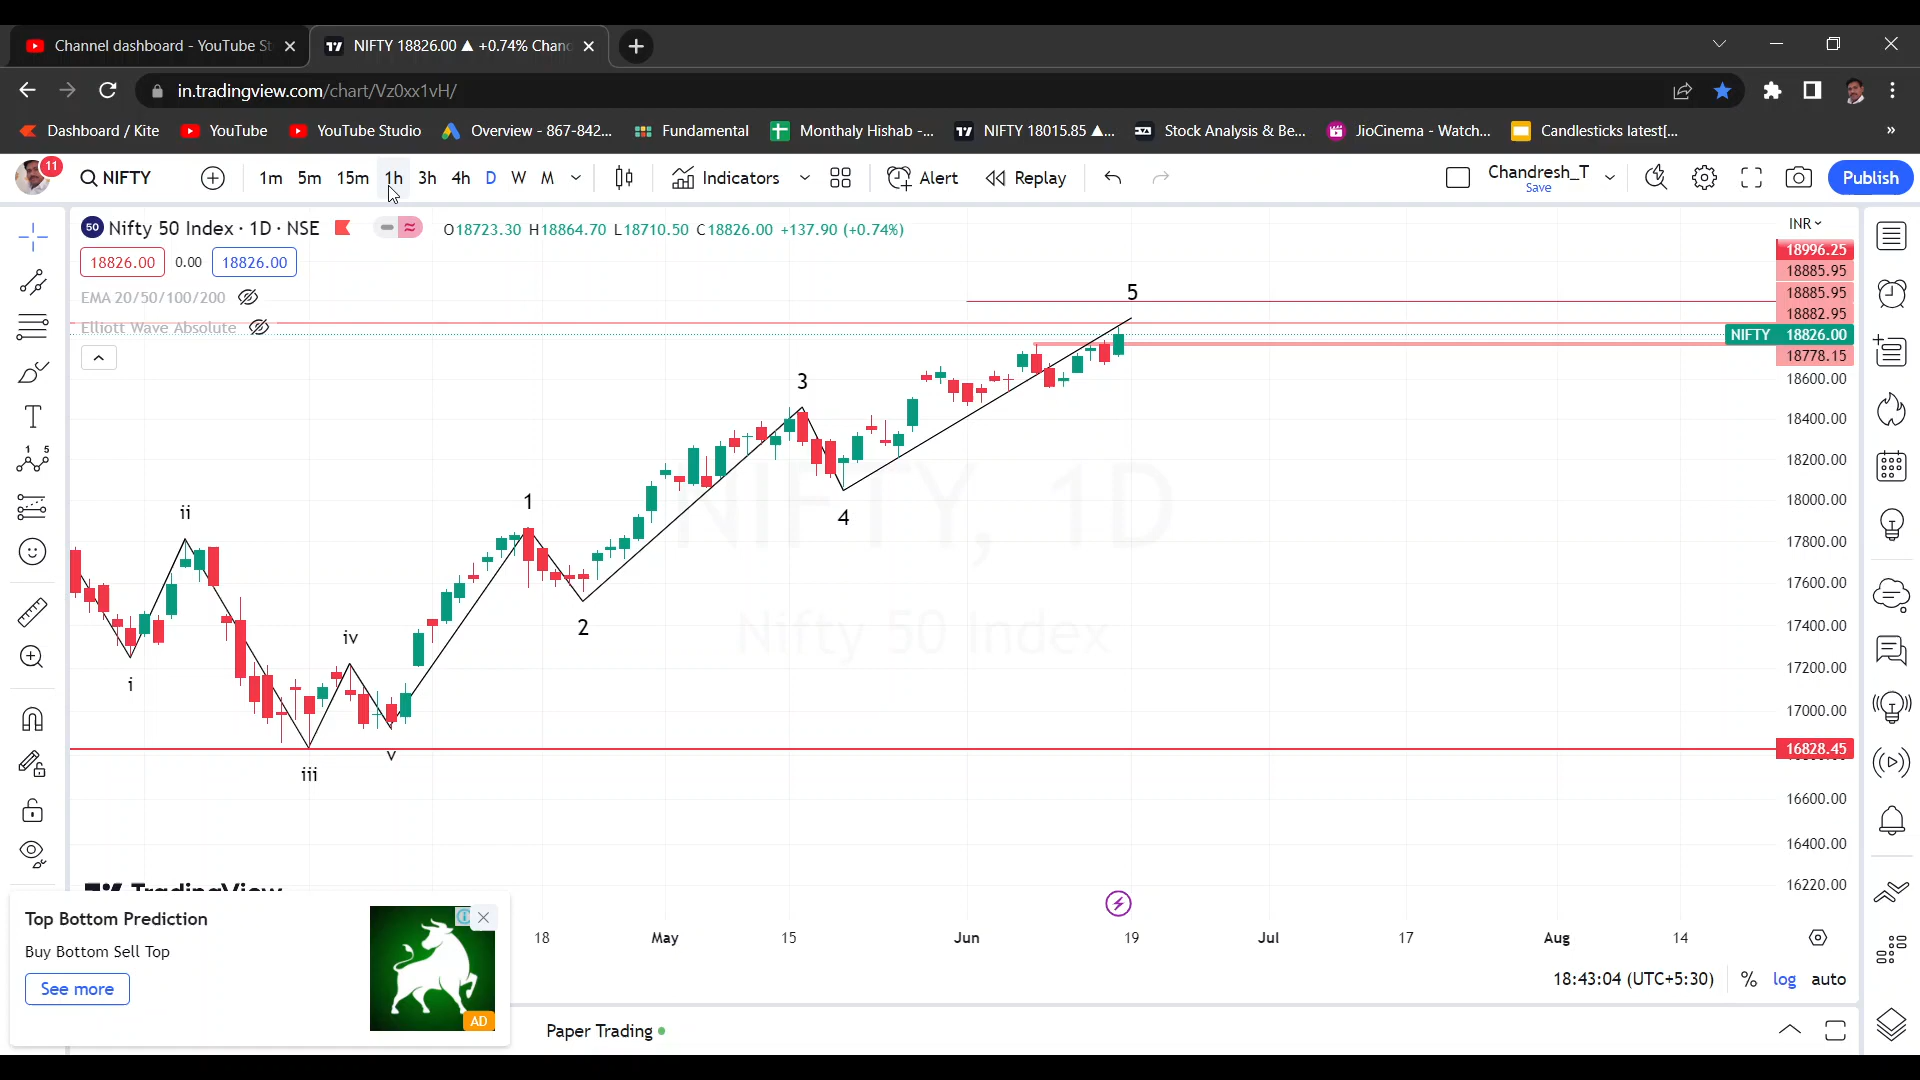 Channel dashboard - YouTube St
NIFTY 18826.00 ▲ +0.74% Chand
in.tradingview.com/chart/Vz0xx1vH/
Dashboard / Kite
YouTube
YouTube Studio
Overview - 867-842...
Fundamental
Monthaly Hishab -...
NIFTY 18015.85 ▲...
Stock Analysis & Be...
JioCinema - Watch...
Candlesticks latest[...
»
11
NIFTY
1m 5m 15m 1h 3h 4h D W M
Indicators
Alert
Replay
Chandresh_T
Save
Publish
50 Nifty 50 Index · 1D · NSE
O18723.30 H18864.70 L18710.50 C18826.00 +137.90 (+0.74%)
INR
18826.00 0.00 18826.00
EMA 20/50/100/200
Elliott Wave Absolute
18996.25
18885.95
18885.95
18882.95
NIFTY 18826.00
18778.15
18600.00
18400.00
18200.00
18000.00
17800.00
17600.00
17400.00
17200.00
17000.00
16828.45
16600.00
16400.00
16220.00
5
3
1
4
ii
2
iv
i
v
iii
NIFTY, 1D
Nifty 50 Index
TradingView
Top Bottom Prediction
Buy Bottom Sell Top
See more
AD
18 May 15 Jun 19 Jul 17 Aug 14
18:43:04 (UTC+5:30) % log auto
Paper Trading